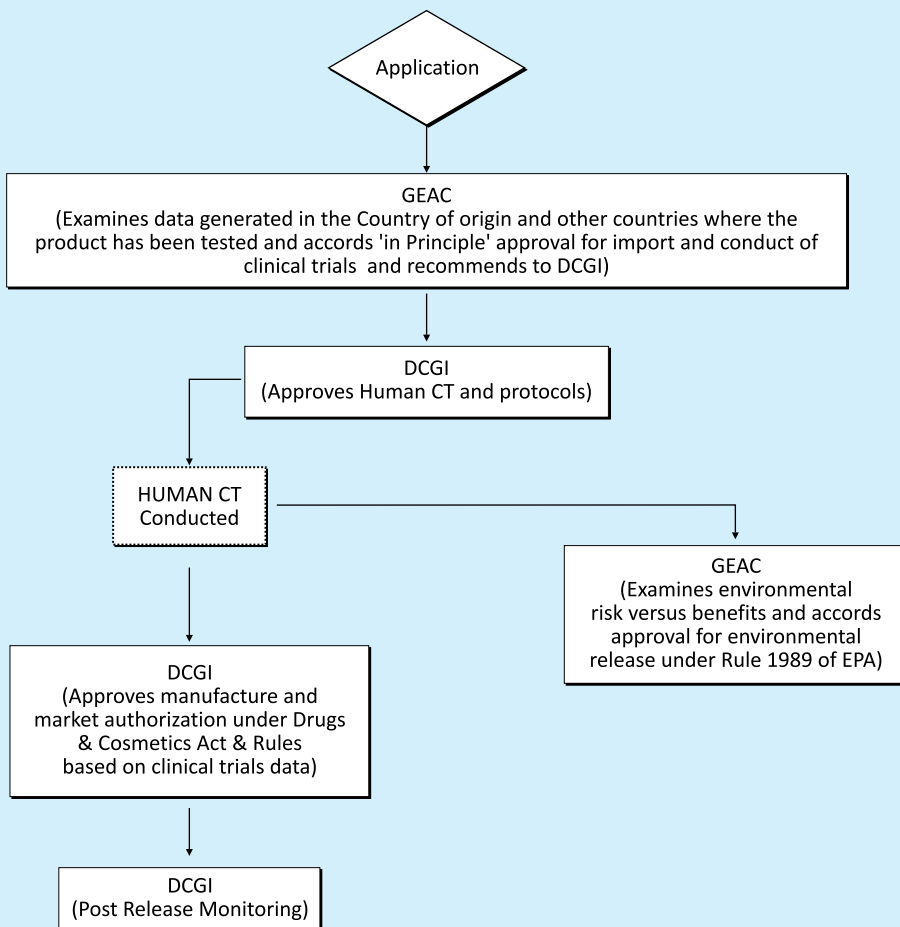 Application
GEAC
(Examines data generated in the Country of origin and other countries where the
product has been tested and accords 'in Principle' approval for import and conduct of
clinical trials  and recommends to DCGI)
DCGI
(Approves Human CT and protocols)
HUMAN CT
Conducted
GEAC
(Examines environmental
risk versus benefits and accords
approval for environmental
release under Rule 1989 of EPA)
DCGI
(Approves manufacture and
market authorization under Drugs
& Cosmetics Act & Rules
based on clinical trials data)
DCGI
(Post Release Monitoring)